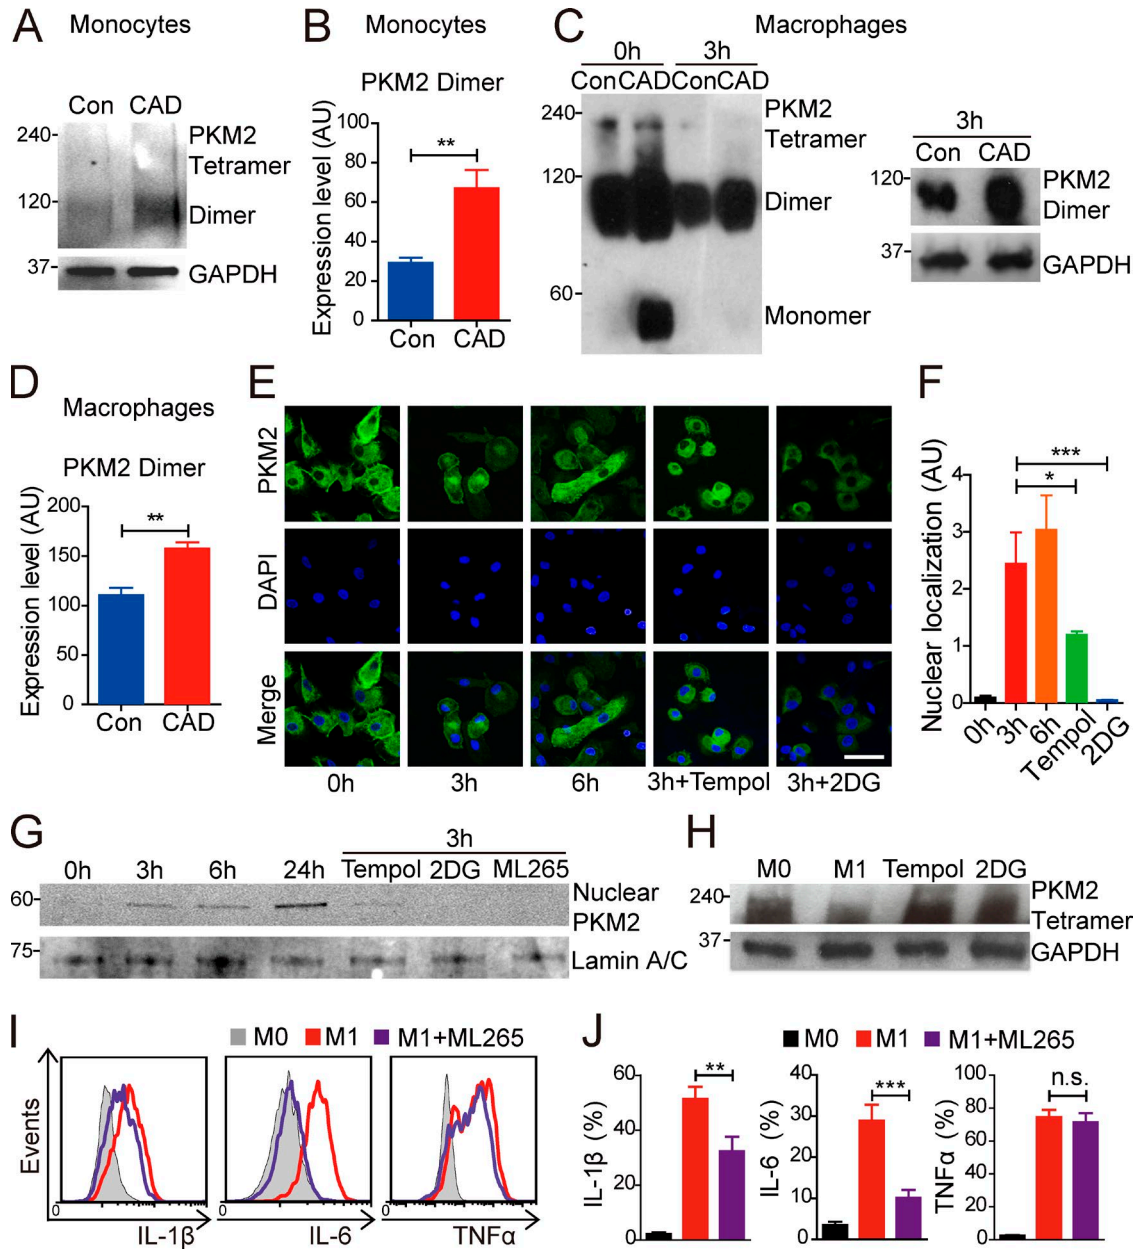 A
Monocytes
Con CAD
240-
PKM2
Tetramer
120-
Dimer
37-
GAPDH
B
Monocytes
PKM2 Dimer
Expression level (AU)
100
80
60
40
20
0
**
Con CAD
C
Macrophages
0h 3h
Con CAD Con CAD
240-
PKM2
Tetramer
120-
Dimer
60-
Monomer
3h
Con CAD
120-
PKM2
Dimer
37-
GAPDH
D
Macrophages
PKM2 Dimer
Expression level (AU)
200
150
100
50
0
**
Con CAD
E
PKM2
DAPI
Merge
0h 3h 6h 3h+Tempol 3h+2DG
F
Nuclear localization (AU)
4
3
2
1
0
***
*
0h 3h 6h Tempol 2DG
G
3h
0h 3h 6h 24h Tempol 2DG ML265
60-
Nuclear
PKM2
75-
Lamin A/C
H
M0 M1 Tempol 2DG
240-
PKM2
Tetramer
37-
GAPDH
I
M0 M1 M1+ML265
Events
0 0 0
IL-1β IL-6 TNFα
J
M0 M1 M1+ML265
IL-1β (%)
60
40
20
0
**
IL-6 (%)
40
30
20
10
0
***
TNFα (%)
100
80
60
40
20
0
n.s.